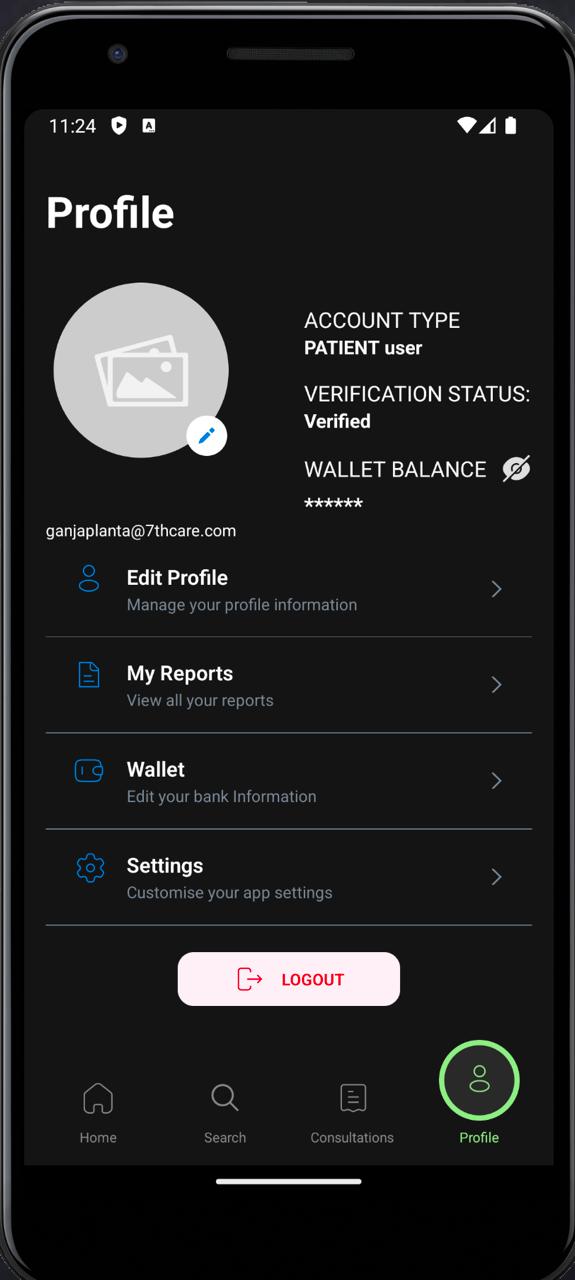 11:24
Profile
ACCOUNT TYPE
PATIENT user
VERIFICATION STATUS:
Verified
WALLET BALANCE
******
ganjaplanta@7thcare.com
Edit Profile
Manage your profile information
My Reports
View all your reports
Wallet
Edit your bank Information
Settings
Customise your app settings
LOGOUT
Home
Search
Consultations
Profile